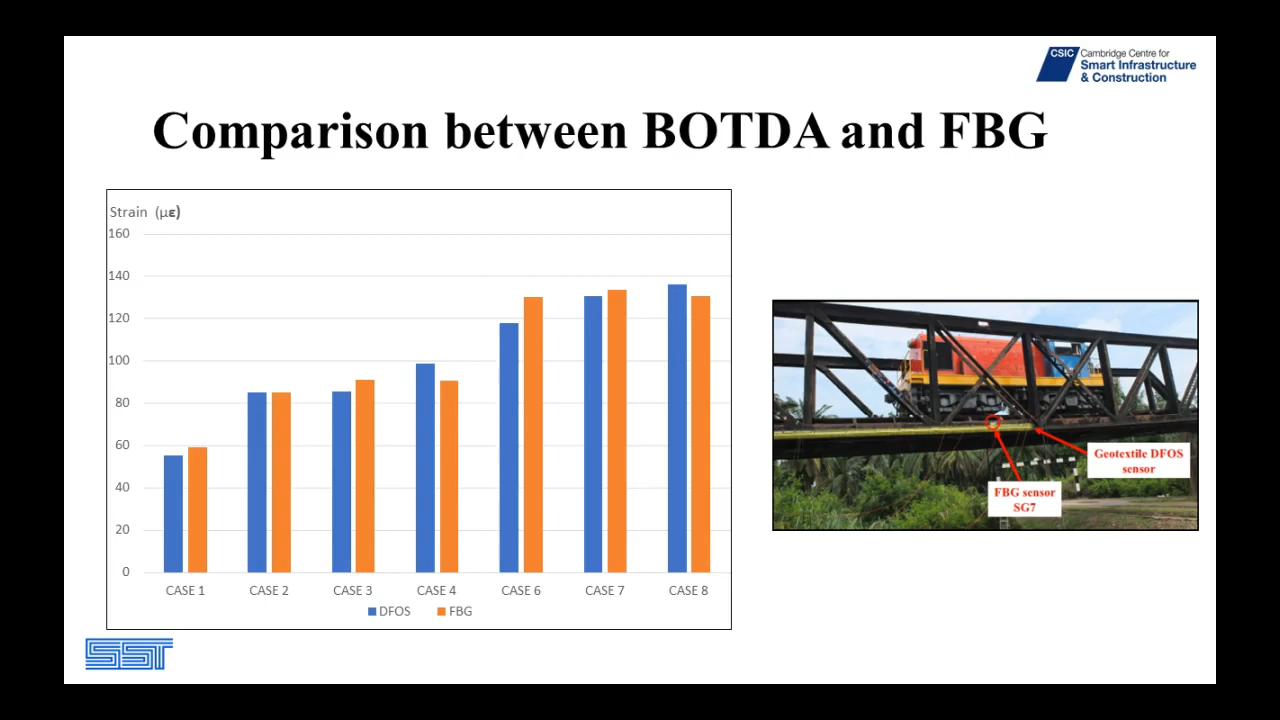 CSIC Cambridge Centre for
Smart Infrastructure
& Construction
Comparison between BOTDA and FBG
Strain (με)
160
140
120
100
80
60
40
20
0
CASE 1 CASE 2 CASE 3 CASE 4 CASE 6 CASE 7 CASE 8
DFOS FBG
Geotextile DFOS
sensor
FBG sensor
SG7
SST